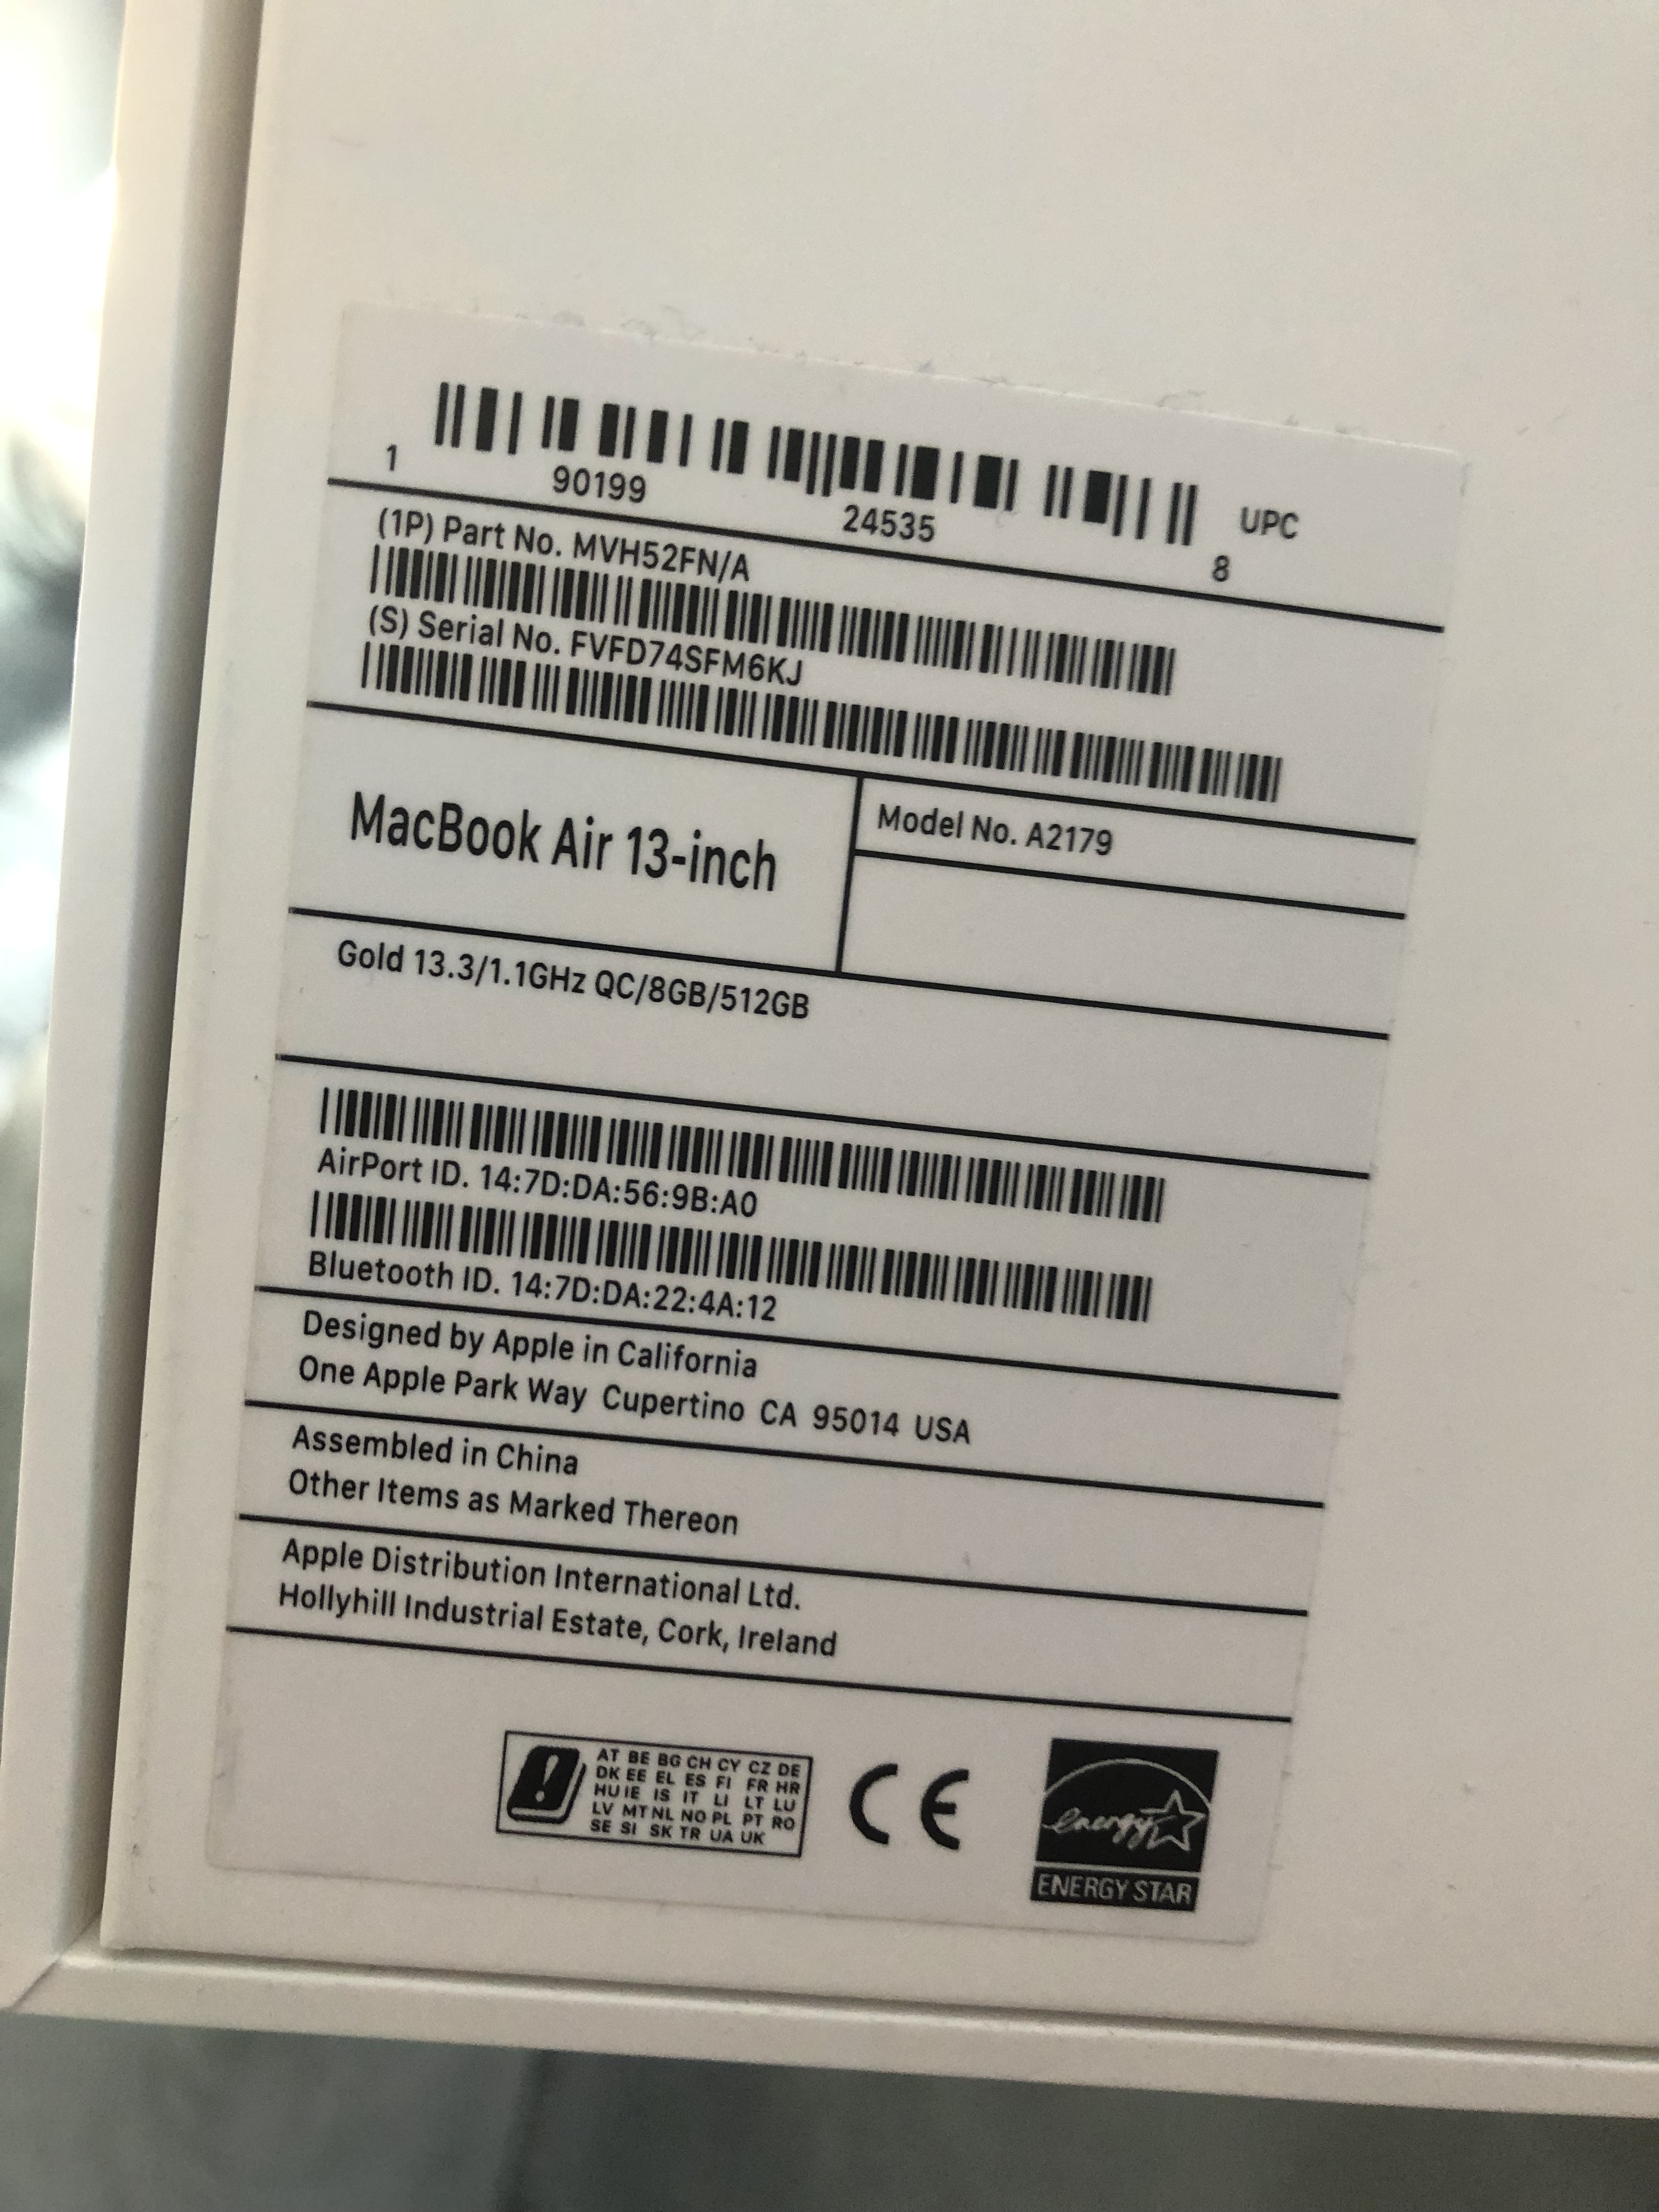 1 90199 24535 8 UPC
(1P) Part No. MVH52FN/A
(S) Serial No. FVFD74SFM6KJ
MacBook Air 13-inch
Model No. A2179
Gold 13.3/1.1GHz QC/8GB/512GB
AirPort ID. 14:7D:DA:56:9B:A0
Bluetooth ID. 14:7D:DA:22:4A:12
Designed by Apple in California
One Apple Park Way Cupertino CA 95014 USA
Assembled in China
Other Items as Marked Thereon
Apple Distribution International Ltd.
Hollyhill Industrial Estate, Cork, Ireland
AT BE BG CH CY CZ DE
DK EE EL ES FI FR HR
HU IE IS IT LI LT LU
LV MT NL NO PL PT RO
SE SI SK TR UA UK
CE
energy
ENERGY STAR